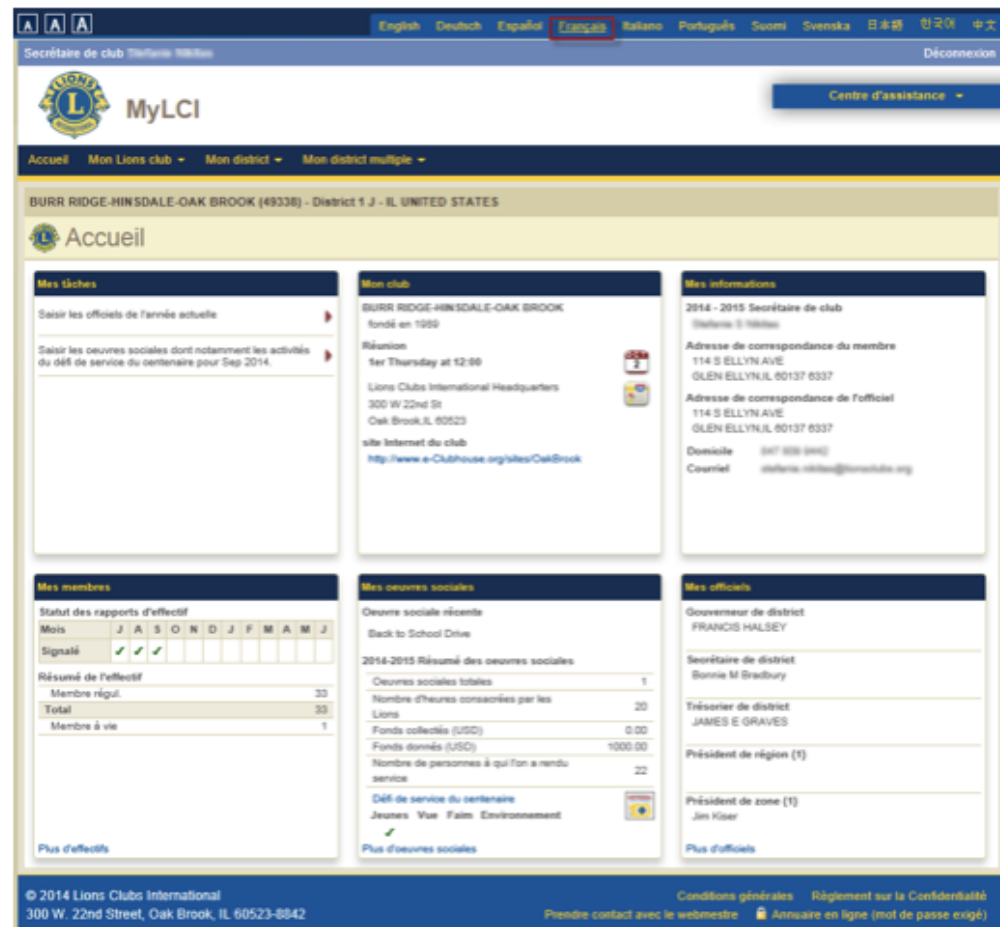 A A A
English Deutsch Español Français Italiano Português Suomi Svenska 日本語 한국어 中文
Secrétaire de club
Déconnexion
LIONS
L
MyLCI
Centre d'assistance
Accueil Mon Lions club Mon district Mon district multiple
BURR RIDGE-HINSDALE-OAK BROOK (49338) - District 1 J - IL UNITED STATES
Accueil
Mes tâches
Saisir les officiels de l'année actuelle
Saisir les oeuvres sociales dont notamment les activités
du défi de service du centenaire pour Sep 2014.
Mon club
BURR RIDGE-HINSDALE-OAK BROOK
fondé en 1989
Réunion
1er Thursday at 12:00
2
Lions Clubs International Headquarters
300 W 22nd St
Oak Brook,IL 60523
site Internet du club
http://www.e-Clubhouse.org/sites/OakBrook
Mes informations
2014 - 2015 Secrétaire de club
Adresse de correspondance du membre
114 S ELLYN AVE
GLEN ELLYN,IL 60137 6337
Adresse de correspondance de l'officiel
114 S ELLYN AVE
GLEN ELLYN,IL 60137 6337
Domicile
Courriel
Mes membres
Statut des rapports d'effectif
Mois J A S O N D J F M A M J
Signalé ✔ ✔ ✔
Résumé de l'effectif
Membre régul. 33
Total 33
Membre à vie 1
Plus d'effectifs
Mes oeuvres sociales
Oeuvre sociale récente
Back to School Drive
2014-2015 Résumé des oeuvres sociales
Oeuvres sociales totales 1
Nombre d'heures consacrées par les
Lions 20
Fonds collectés (USD) 0.00
Fonds donnés (USD) 1000.00
Nombre de personnes à qui l'on a rendu
service 22
Défi de service du centenaire
Jeunes Vue Faim Environnement
✔
Plus d'oeuvres sociales
Mes officiels
Gouverneur de district
FRANCIS HALSEY
Secrétaire de district
Bonnie M Bradbury
Trésorier de district
JAMES E GRAVES
Président de région (1)
Président de zone (1)
Jim Kiser
Plus d'officiels
© 2014 Lions Clubs International
300 W. 22nd Street, Oak Brook, IL 60523-8842
Conditions générales Règlement sur la Confidentialité
Prendre contact avec le webmestre Annuaire en ligne (mot de passe exigé)